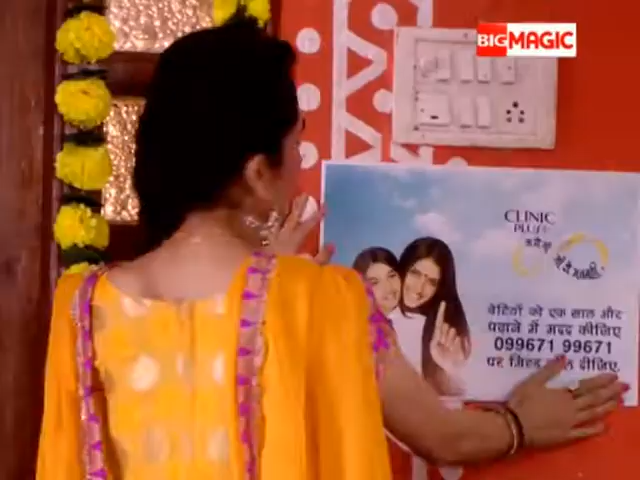 BIG MAGIC
CLINIC
PLUS
बेटियों को एक साल और
पढ़ाने में मदद कीजिए
099671 99671
पर मिस्ड कॉल दीजिए.